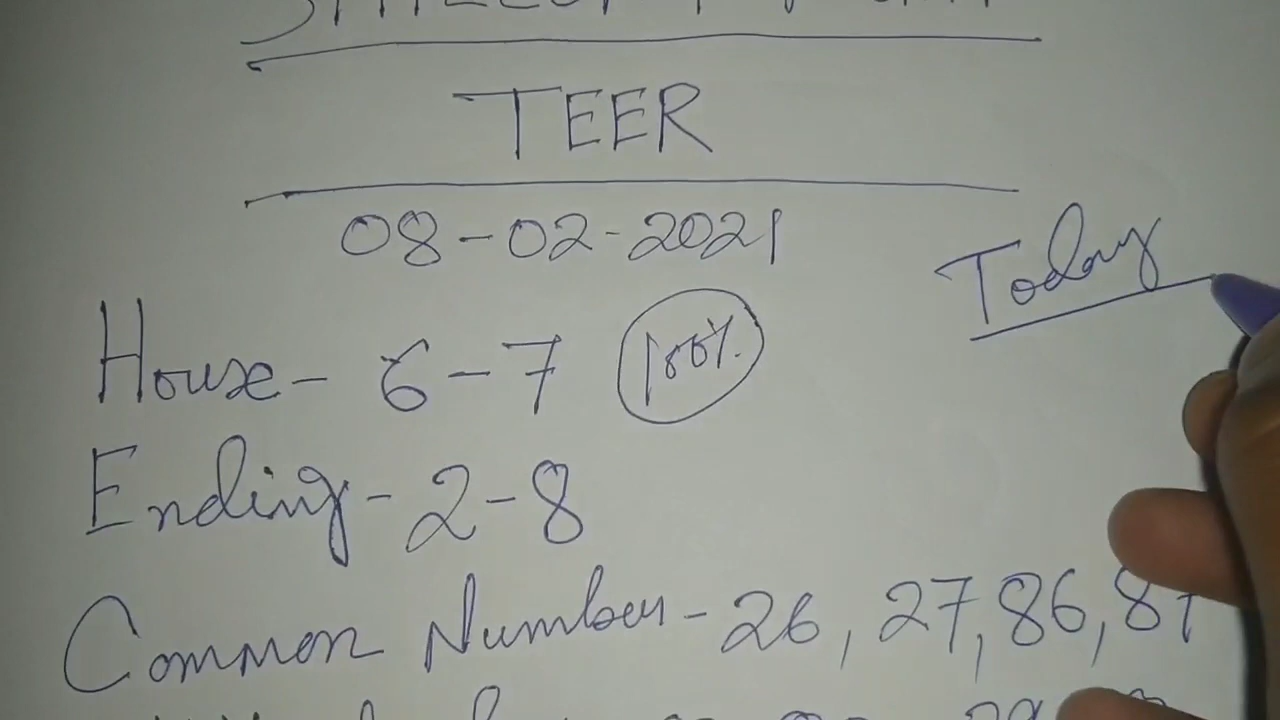 TEER
08-02-2021
Today
House - 6 - 7 100%.
Ending - 2 - 8
Common Number - 26, 27, 86, 87